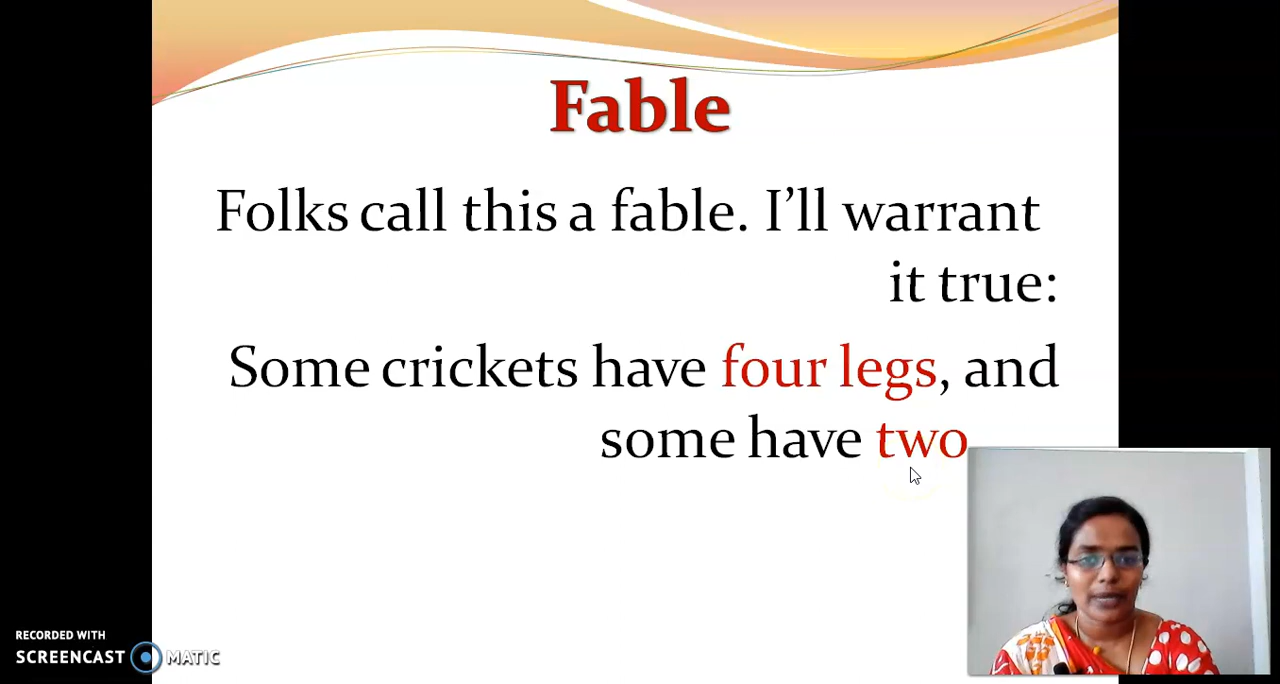 Fable
Folks call this a fable. I’ll warrant
it true:
Some crickets have four legs, and
some have two
RECORDED WITH
SCREENCAST MATIC